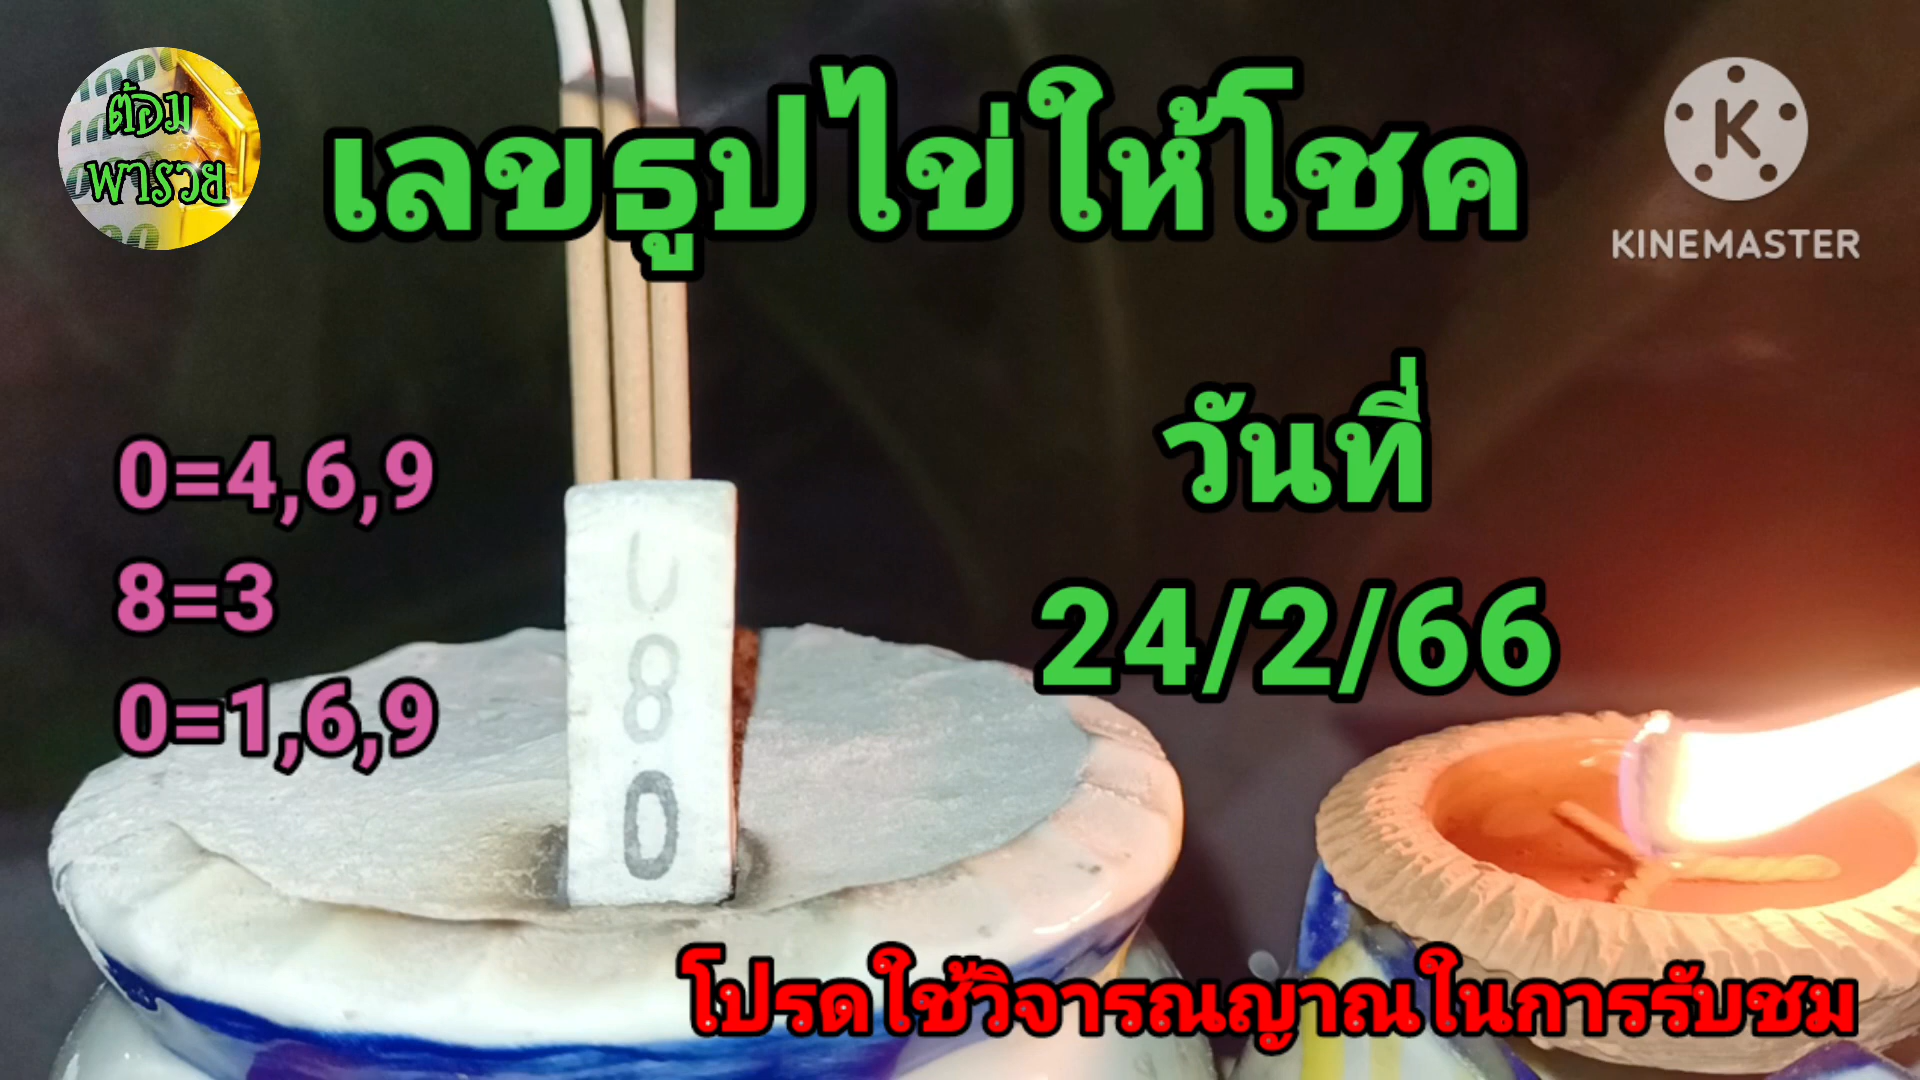 ต้อม
พารวย
เลขธูปไข่ให้โชค
K
KINEMASTER
วันที่
24/2/66
0=4,6,9
8=3
0=1,6,9
8
0
โปรดใช้วิจารณญาณในการรับชม